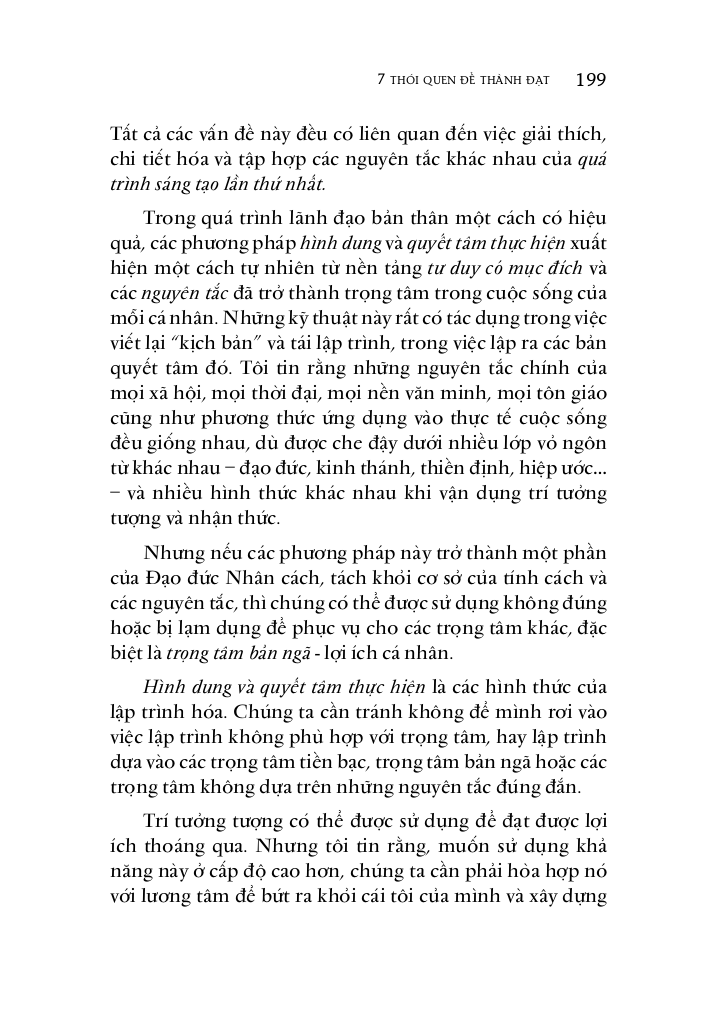 7 THÓI QUEN ĐỂ THÀNH ĐẠT 199
Tất cả các vấn đề này đều có liên quan đến việc giải thích,
chi tiết hóa và tập hợp các nguyên tắc khác nhau của quá
trình sáng tạo lần thứ nhất.
Trong quá trình lãnh đạo bản thân một cách có hiệu
quả, các phương pháp hình dung và quyết tâm thực hiện xuất
hiện một cách tự nhiên từ nền tảng tư duy có mục đích và
các nguyên tắc đã trở thành trọng tâm trong cuộc sống của
mỗi cá nhân. Những kỹ thuật này rất có tác dụng trong việc
viết lại “kịch bản” và tái lập trình, trong việc lập ra các bản
quyết tâm đó. Tôi tin rằng những nguyên tắc chính của
mọi xã hội, mọi thời đại, mọi nền văn minh, mọi tôn giáo
cũng như phương thức ứng dụng vào thực tế cuộc sống
đều giống nhau, dù được che đậy dưới nhiều lớp vỏ ngôn
từ khác nhau – đạo đức, kinh thánh, thiền định, hiệp ước...
– và nhiều hình thức khác nhau khi vận dụng trí tưởng
tượng và nhận thức.
Nhưng nếu các phương pháp này trở thành một phần
của Đạo đức Nhân cách, tách khỏi cơ sở của tính cách và
các nguyên tắc, thì chúng có thể được sử dụng không đúng
hoặc bị lạm dụng để phục vụ cho các trọng tâm khác, đặc
biệt là trọng tâm bản ngã - lợi ích cá nhân.
Hình dung và quyết tâm thực hiện là các hình thức của
lập trình hóa. Chúng ta cần tránh không để mình rơi vào
việc lập trình không phù hợp với trọng tâm, hay lập trình
dựa vào các trọng tâm tiền bạc, trọng tâm bản ngã hoặc các
trọng tâm không dựa trên những nguyên tắc đúng đắn.
Trí tưởng tượng có thể được sử dụng để đạt được lợi
ích thoáng qua. Nhưng tôi tin rằng, muốn sử dụng khả
năng này ở cấp độ cao hơn, chúng ta cần phải hòa hợp nó
với lương tâm để bứt ra khỏi cái tôi của mình và xây dựng